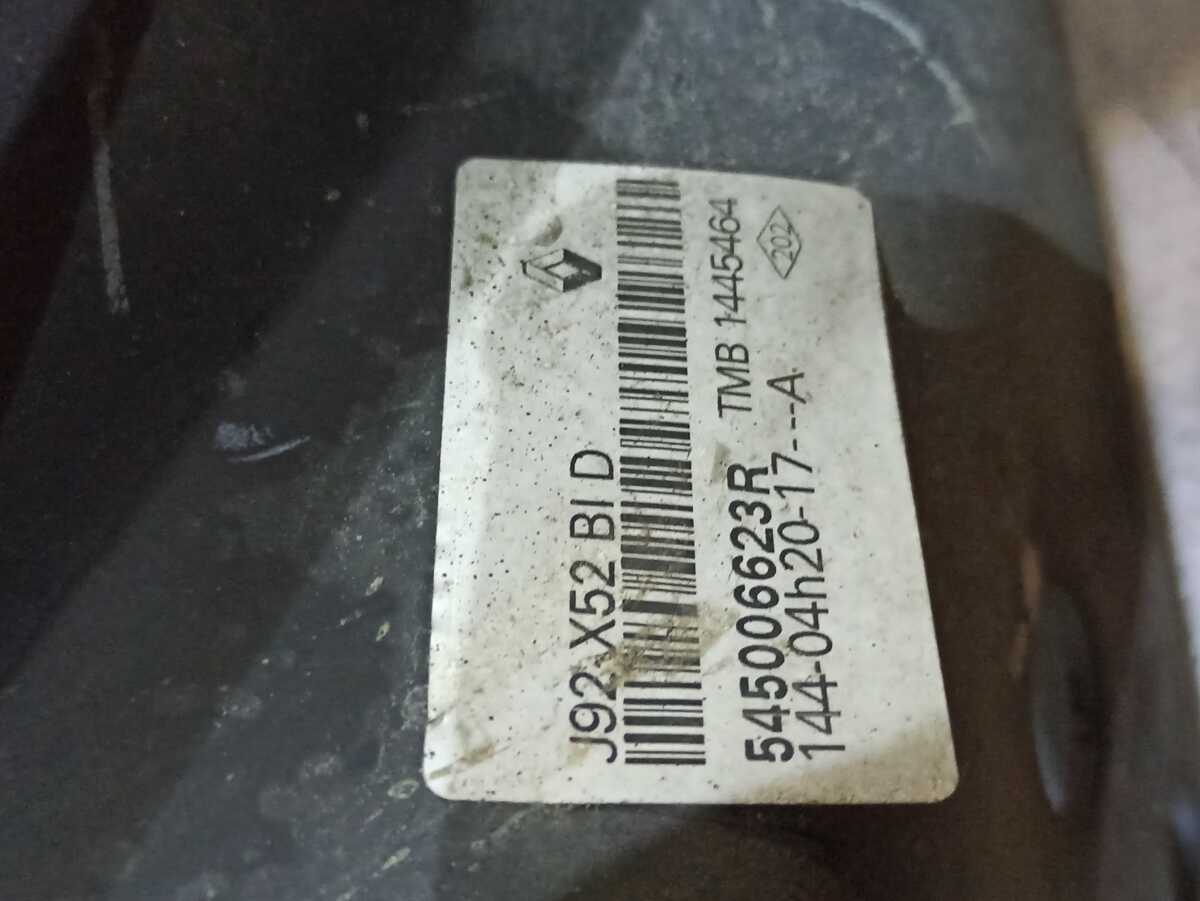 J92-X52 BI D
545006623R TMB 1445464
144-04h20-17---A
202